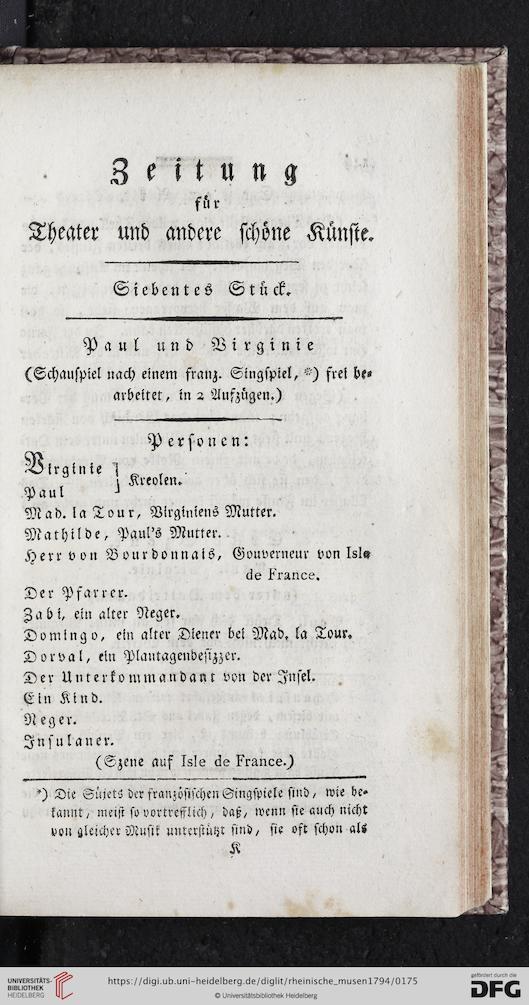 Zeitung
für
Theater und andere schöne Künste.
Siebentes Stück.
Paul und Virginie
(Schauspiel nach einem franz. Singspiel, *) frei be-
arbeitet, in 2 Aufzügen.)
Personen:
Virginie
Paul
} Kreolen.
Mad. la Tour, Virginiens Mutter.
Mathilde, Paul's Mutter.
Herr von Bourdonnais, Gouverneur von Isle
de France.
Der Pfarrer.
Zabi, ein alter Neger.
Domingo, ein alter Diener bei Mad. la Tour.
Dorval, ein Plantagenbesizzer.
Der Unterkommandant von der Insel.
Ein Kind.
Neger.
Insulaner.
(Szene auf Isle de France.)
*) Die Süjets der französischen Singspiele sind, wie be-
kannt, meist so vortrefflich, daß, wenn sie auch nicht
von gleicher Musik unterstüzt sind, sie oft schon als
K
UNIVERSITÄTS-
BIBLIOTHEK
HEIDELBERG
https://digi.ub.uni-heidelberg.de/diglit/rheinische_musen1794/0175
© Universitätsbibliothek Heidelberg
gefördert durch die
DFG